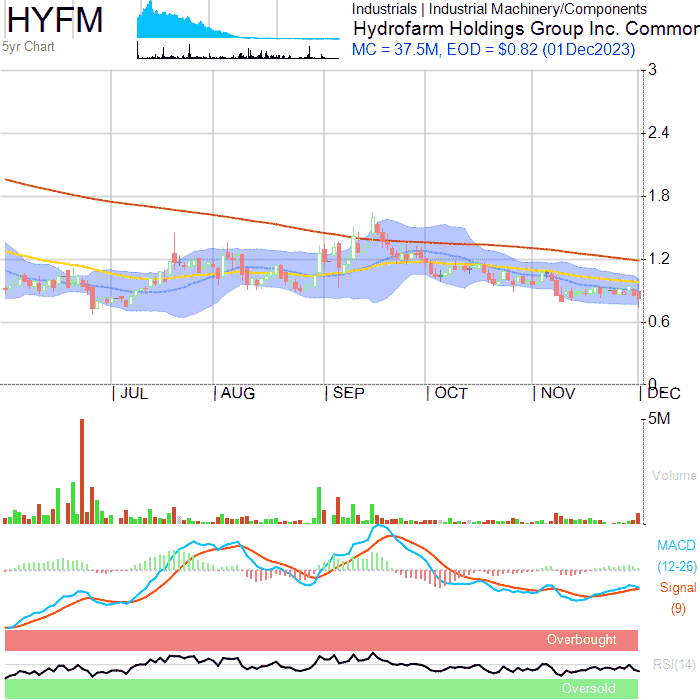 HYFM
5yr Chart
Industrials | Industrial Machinery/Components
Hydrofarm Holdings Group Inc. Common
MC = 37.5M, EOD = $0.82 (01Dec2023)
3
2.4
1.8
1.2
0.6
0
| JUL | AUG | SEP | OCT | NOV | DEC
5M
Volume
MACD
(12-26)
Signal
(9)
Overbought
RSI(14)
Oversold